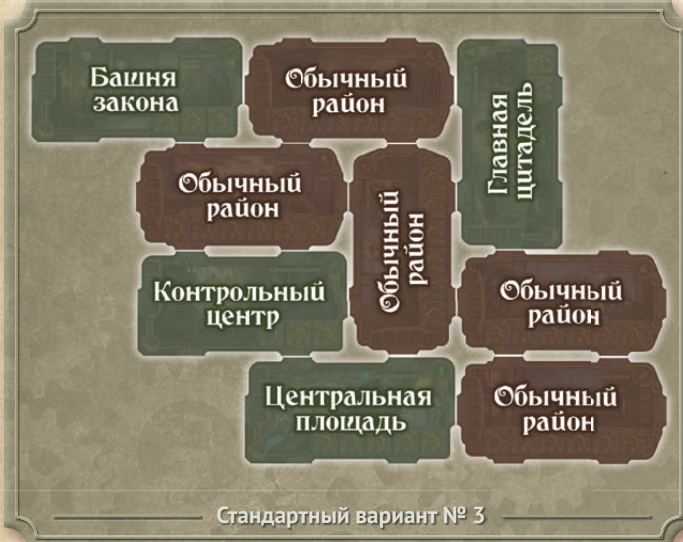 Башня
закона
Обычный
район
Главная
цитадель
Обычный
район
Обычный
район
Контрольный
центр
Обычный
район
Центральная
площадь
Обычный
район
Стандартный вариант № 3